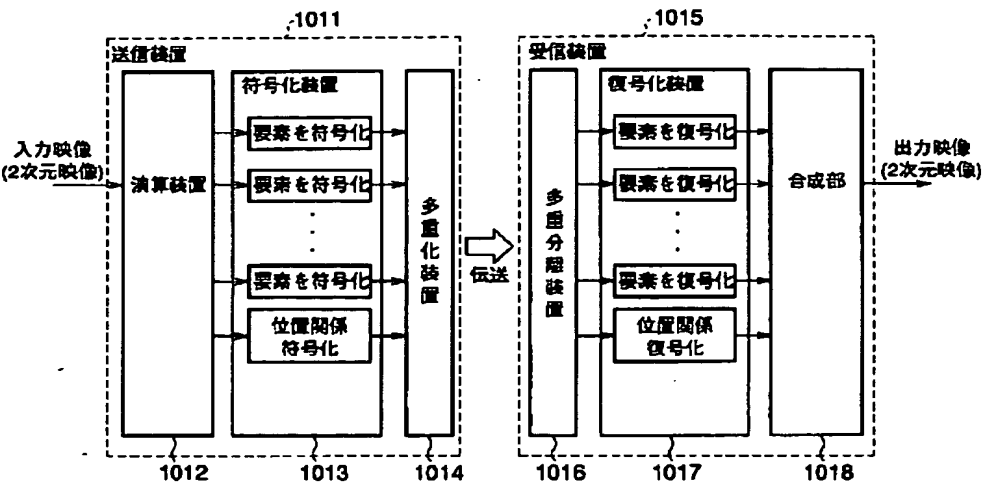 1011
送信装置
入力映像
(2次元映像)
演算装置
符号化装置
要素を符号化
要素を符号化
要素を符号化
位置関係
符号化
多重化装置
1012
1013
1014
伝送
1015
受信装置
多重分離装置
復号化装置
要素を復号化
要素を復号化
要素を復号化
位置関係
復号化
合成部
出力映像
(2次元映像)
1016
1017
1018